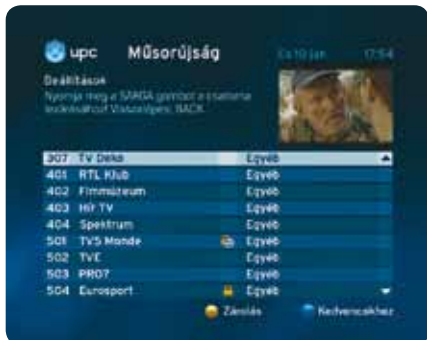 upc Műsorújság Cs 10 jan 17:54
Beállítások
Nyomja meg a SÁRGA gombot a csatorna
Visszalépés: BACK
307 TV Deko Egyéb
401 RTL Klub Egyéb
402 Filmmúzeum Egyéb
403 Hír TV Egyéb
404 Spektrum Egyéb
501 TV5 Monde Egyéb
502 TVE Egyéb
503 PRO7 Egyéb
504 Eurosport Egyéb
Zárolás Kedvencekhez